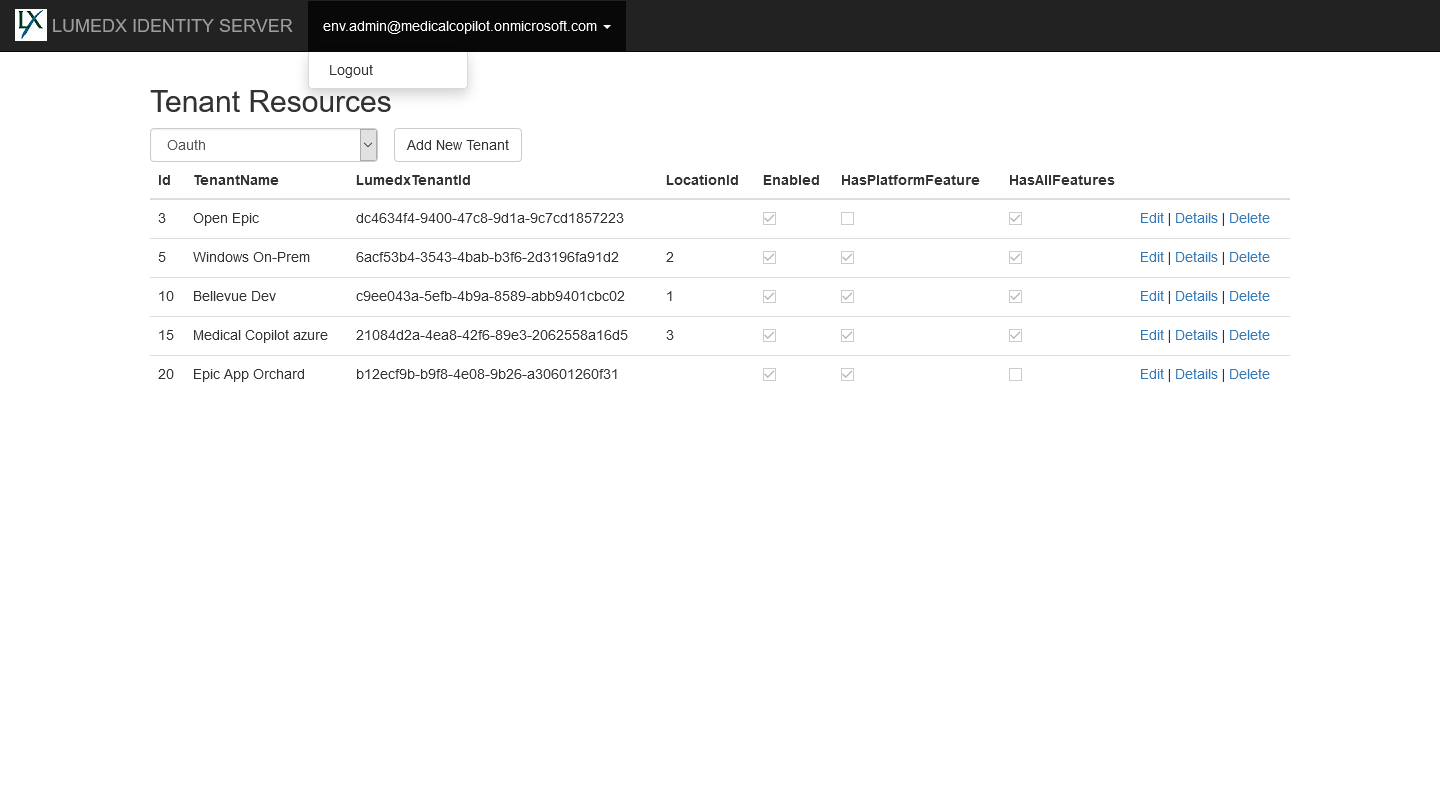 LX LUMEDX IDENTITY SERVER env.admin@medicalcopilot.onmicrosoft.com
Logout
Tenant Resources
Oauth Add New Tenant
Id TenantName LumedxTenantId LocationId Enabled HasPlatformFeature HasAllFeatures
3 Open Epic dc4634f4-9400-47c8-9d1a-9c7cd1857223 Edit | Details | Delete
5 Windows On-Prem 6acf53b4-3543-4bab-b3f6-2d3196fa91d2 2 Edit | Details | Delete
10 Bellevue Dev c9ee043a-5efb-4b9a-8589-abb9401cbc02 1 Edit | Details | Delete
15 Medical Copilot azure 21084d2a-4ea8-42f6-89e3-2062558a16d5 3 Edit | Details | Delete
20 Epic App Orchard b12ecf9b-b9f8-4e08-9b26-a30601260f31 Edit | Details | Delete